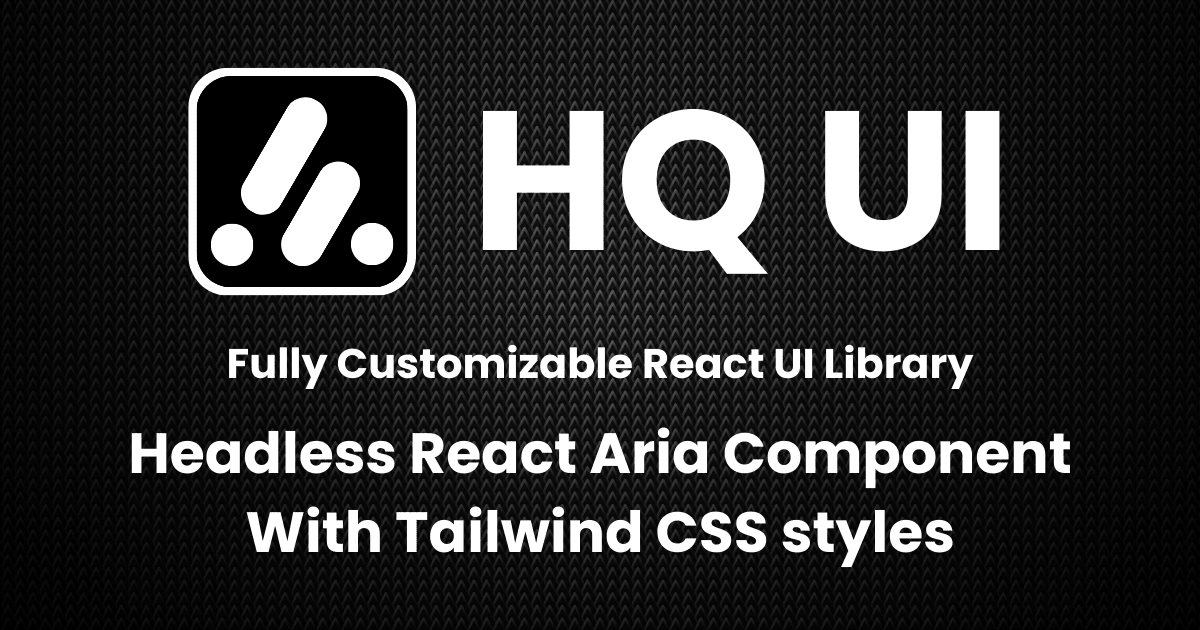 HQ UI
Fully Customizable React UI Library
Headless React Aria Component
With Tailwind CSS styles